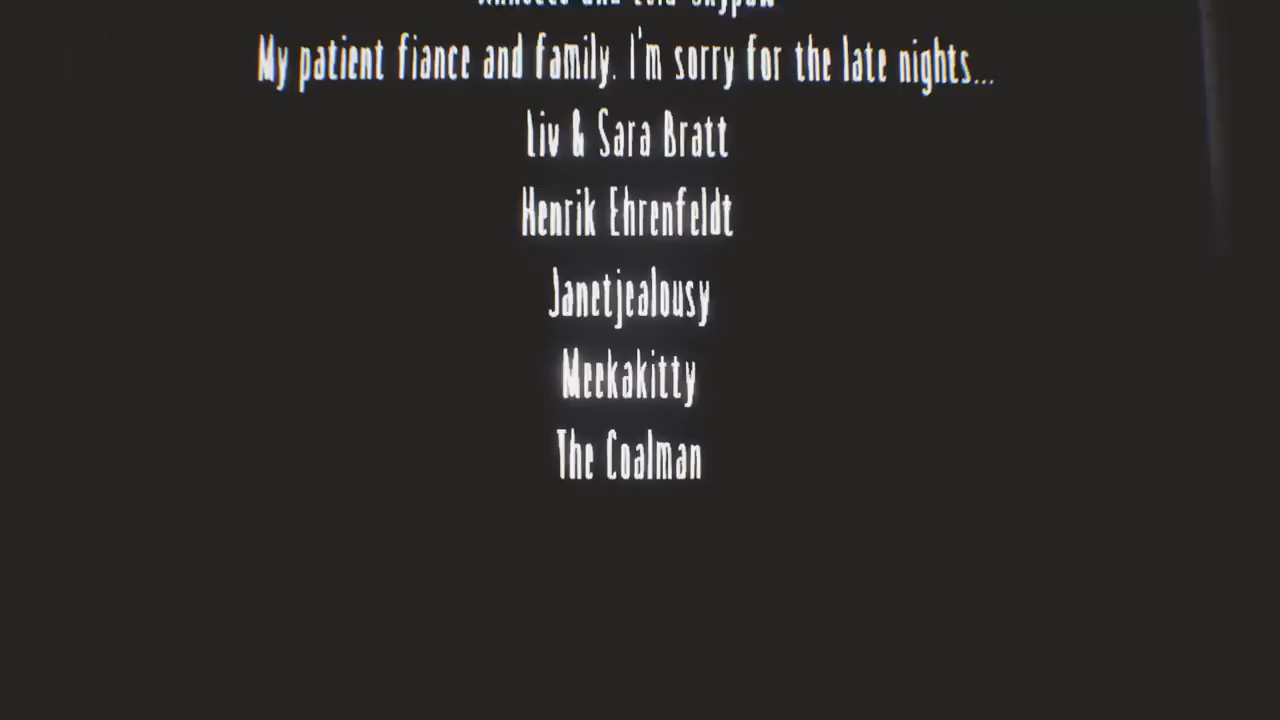 and
My patient fiance and family. I'm sorry for the late nights...
Liv & Sara Bratt
Henrik Ehrenfeldt
Janetjealousy
Meekakitty
The Coalman